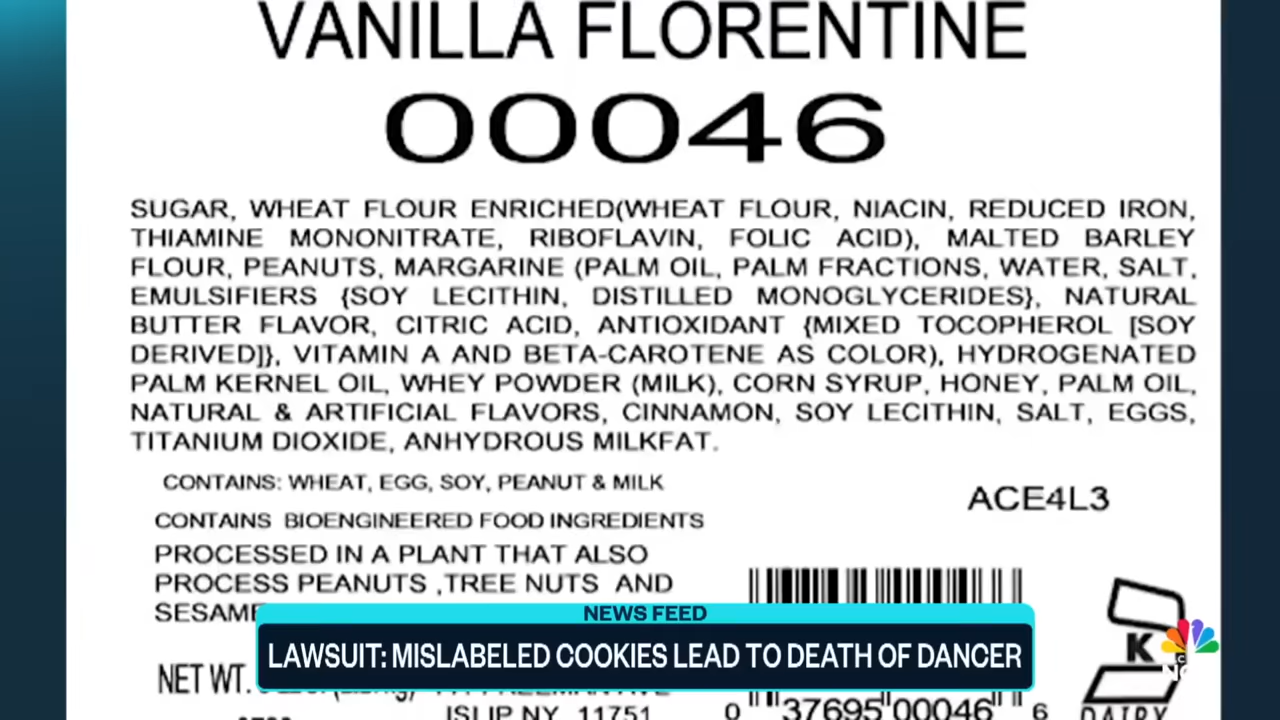 VANILLA FLORENTINE
00046
SUGAR, WHEAT FLOUR ENRICHED(WHEAT FLOUR, NIACIN, REDUCED IRON,
THIAMINE MONONITRATE, RIBOFLAVIN, FOLIC ACID), MALTED BARLEY
FLOUR, PEANUTS, MARGARINE (PALM OIL, PALM FRACTIONS, WATER, SALT,
EMULSIFIERS {SOY LECITHIN, DISTILLED MONOGLYCERIDES}, NATURAL
BUTTER FLAVOR, CITRIC ACID, ANTIOXIDANT {MIXED TOCOPHEROL [SOY
DERIVED]}, VITAMIN A AND BETA-CAROTENE AS COLOR), HYDROGENATED
PALM KERNEL OIL, WHEY POWDER (MILK), CORN SYRUP, HONEY, PALM OIL,
NATURAL & ARTIFICIAL FLAVORS, CINNAMON, SOY LECITHIN, SALT, EGGS,
TITANIUM DIOXIDE, ANHYDROUS MILKFAT.
CONTAINS: WHEAT, EGG, SOY, PEANUT & MILK
ACE4L3
CONTAINS BIOENGINEERED FOOD INGREDIENTS
PROCESSED IN A PLANT THAT ALSO
PROCESS PEANUTS ,TREE NUTS AND
SESAME
NEWS FEED
LAWSUIT: MISLABELED COOKIES LEAD TO DEATH OF DANCER
K
NET WT.
ISLIP NY 11751
0 37695 00046 6
DAIRY